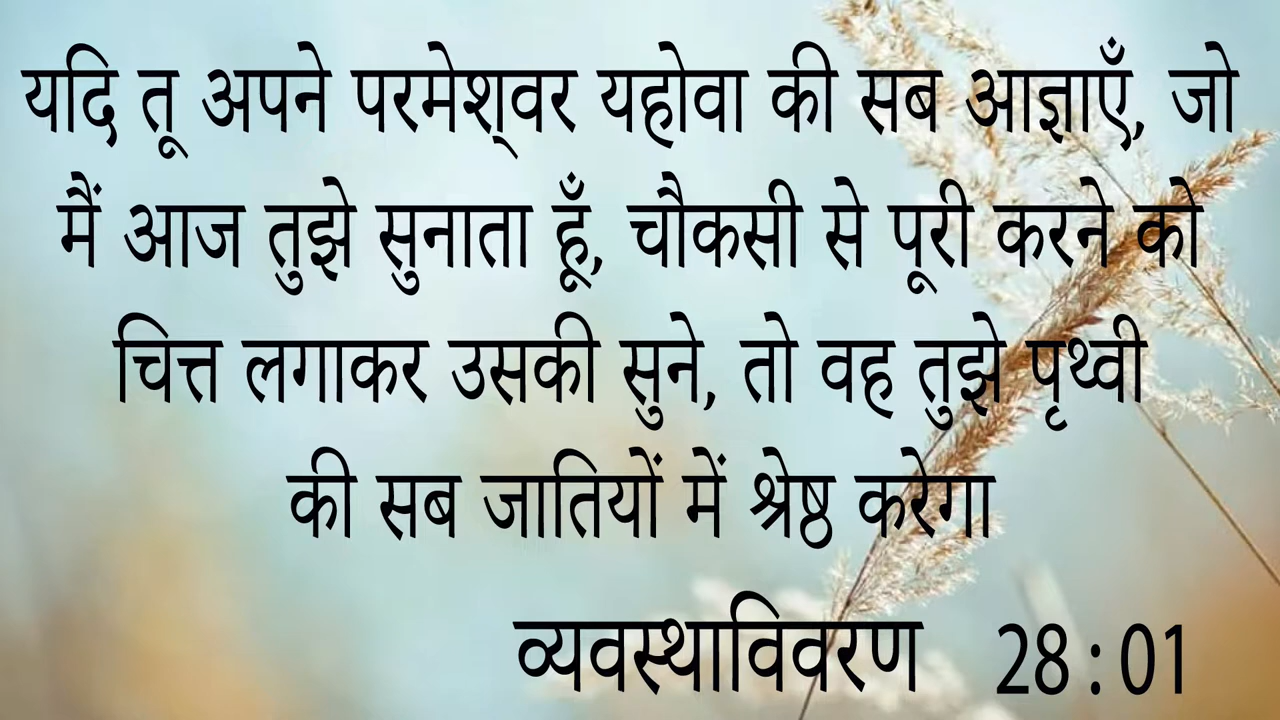 यदि तू अपने परमेश्‌वर यहोवा की सब आज्ञाएँ, जो
मैं आज तुझे सुनाता हूँ, चौकसी से पूरी करने को
चित्त लगाकर उसकी सुने, तो वह तुझे पृथ्वी
की सब जातियों में श्रेष्ठ करेगा
व्यवस्थाविवरण 28:01